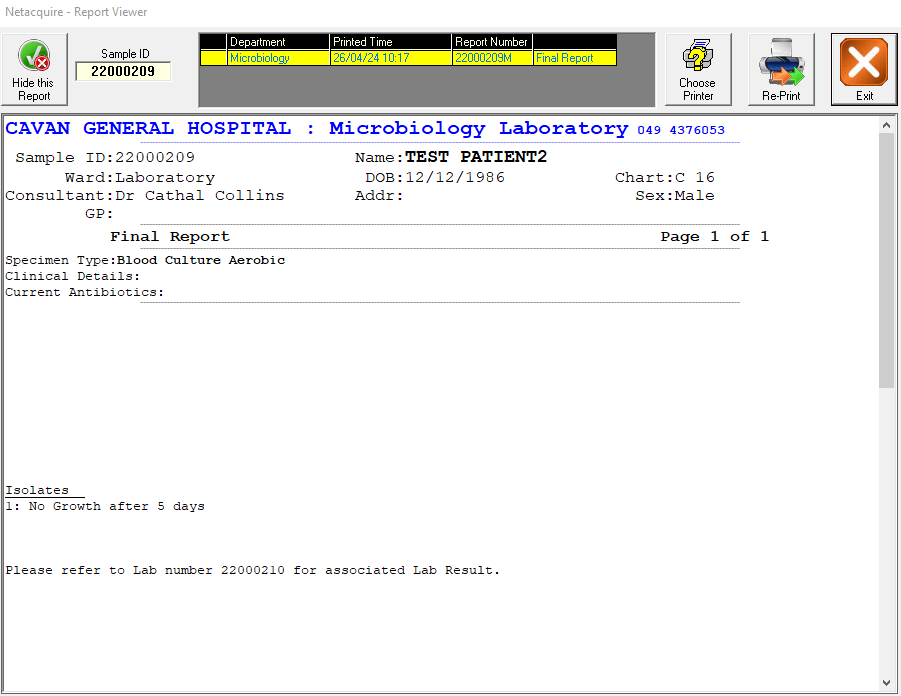 Netacquire - Report Viewer
Hide this
Report
Sample ID
22000209
Department Printed Time Report Number
Microbiology 26/04/24 10:17 22000209M Final Report
Choose
Printer
Re-Print
Exit
CAVAN GENERAL HOSPITAL : Microbiology Laboratory 049 4376053
Sample ID:22000209 Name:TEST PATIENT2
Ward:Laboratory DOB:12/12/1986 Chart:C 16
Consultant:Dr Cathal Collins Addr: Sex:Male
GP:
Final Report Page 1 of 1
Specimen Type:Blood Culture Aerobic
Clinical Details:
Current Antibiotics:
Isolates
1: No Growth after 5 days
Please refer to Lab number 22000210 for associated Lab Result.